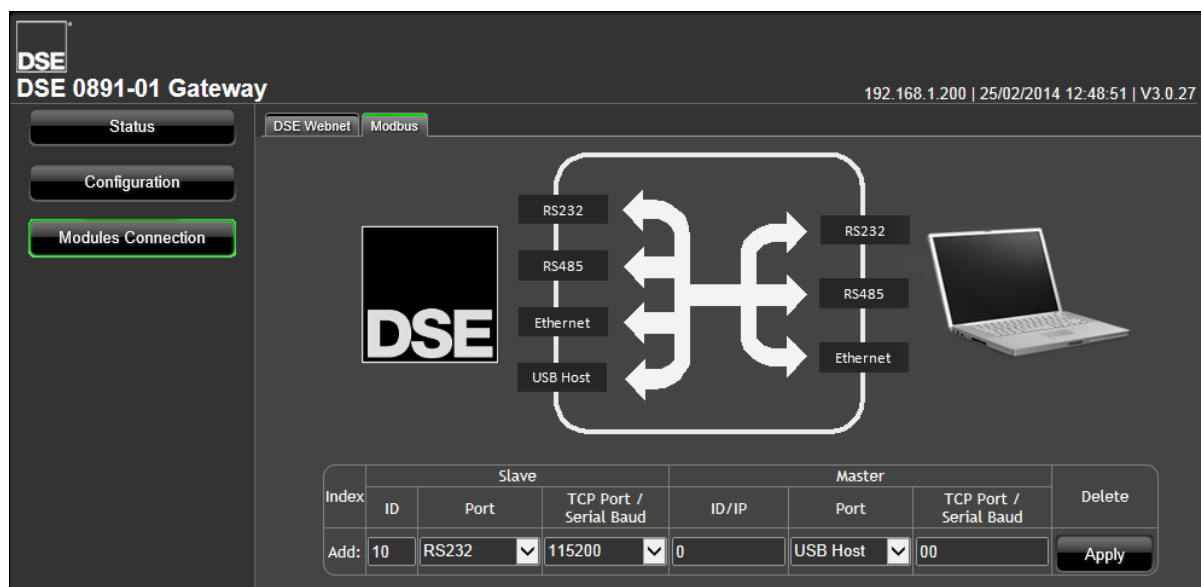 DSE
DSE 0891-01 Gateway
192.168.1.200 | 25/02/2014 12:48:51 | V3.0.27
Status
Configuration
Modules Connection
DSE Webnet
Modbus
RS232
RS485
Ethernet
USB Host
DSE
RS232
RS485
Ethernet
Index
Slave
Master
Delete
ID
Port
TCP Port /
Serial Baud
ID/IP
Port
TCP Port /
Serial Baud
Add: 10 RS232 115200 0 USB Host 00 Apply